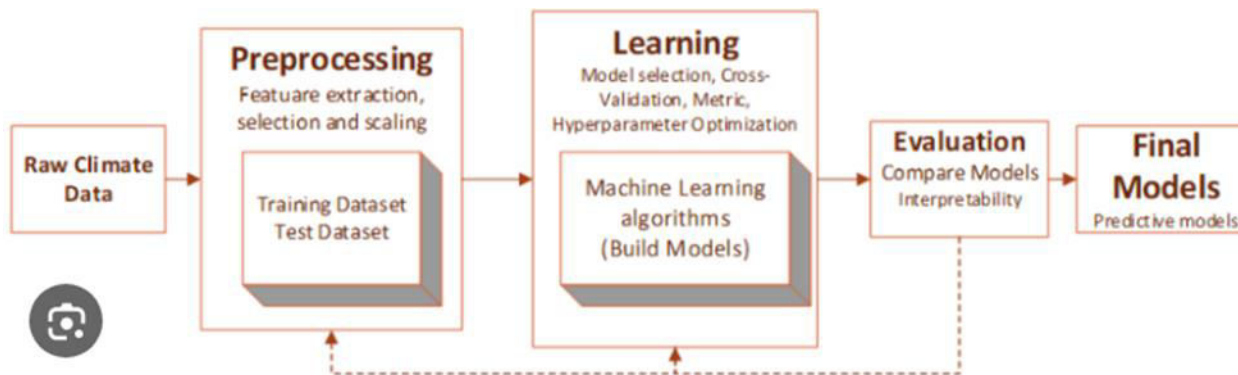 Raw Climate
Data
Preprocessing
Featuare extraction,
selection and scaling
Training Dataset
Test Dataset
Learning
Model selection, Cross-
Validation, Metric,
Hyperparameter Optimization
Machine Learning
algorithms
(Build Models)
Evaluation
Compare Models
Interpretability
Final
Models
Predictive models